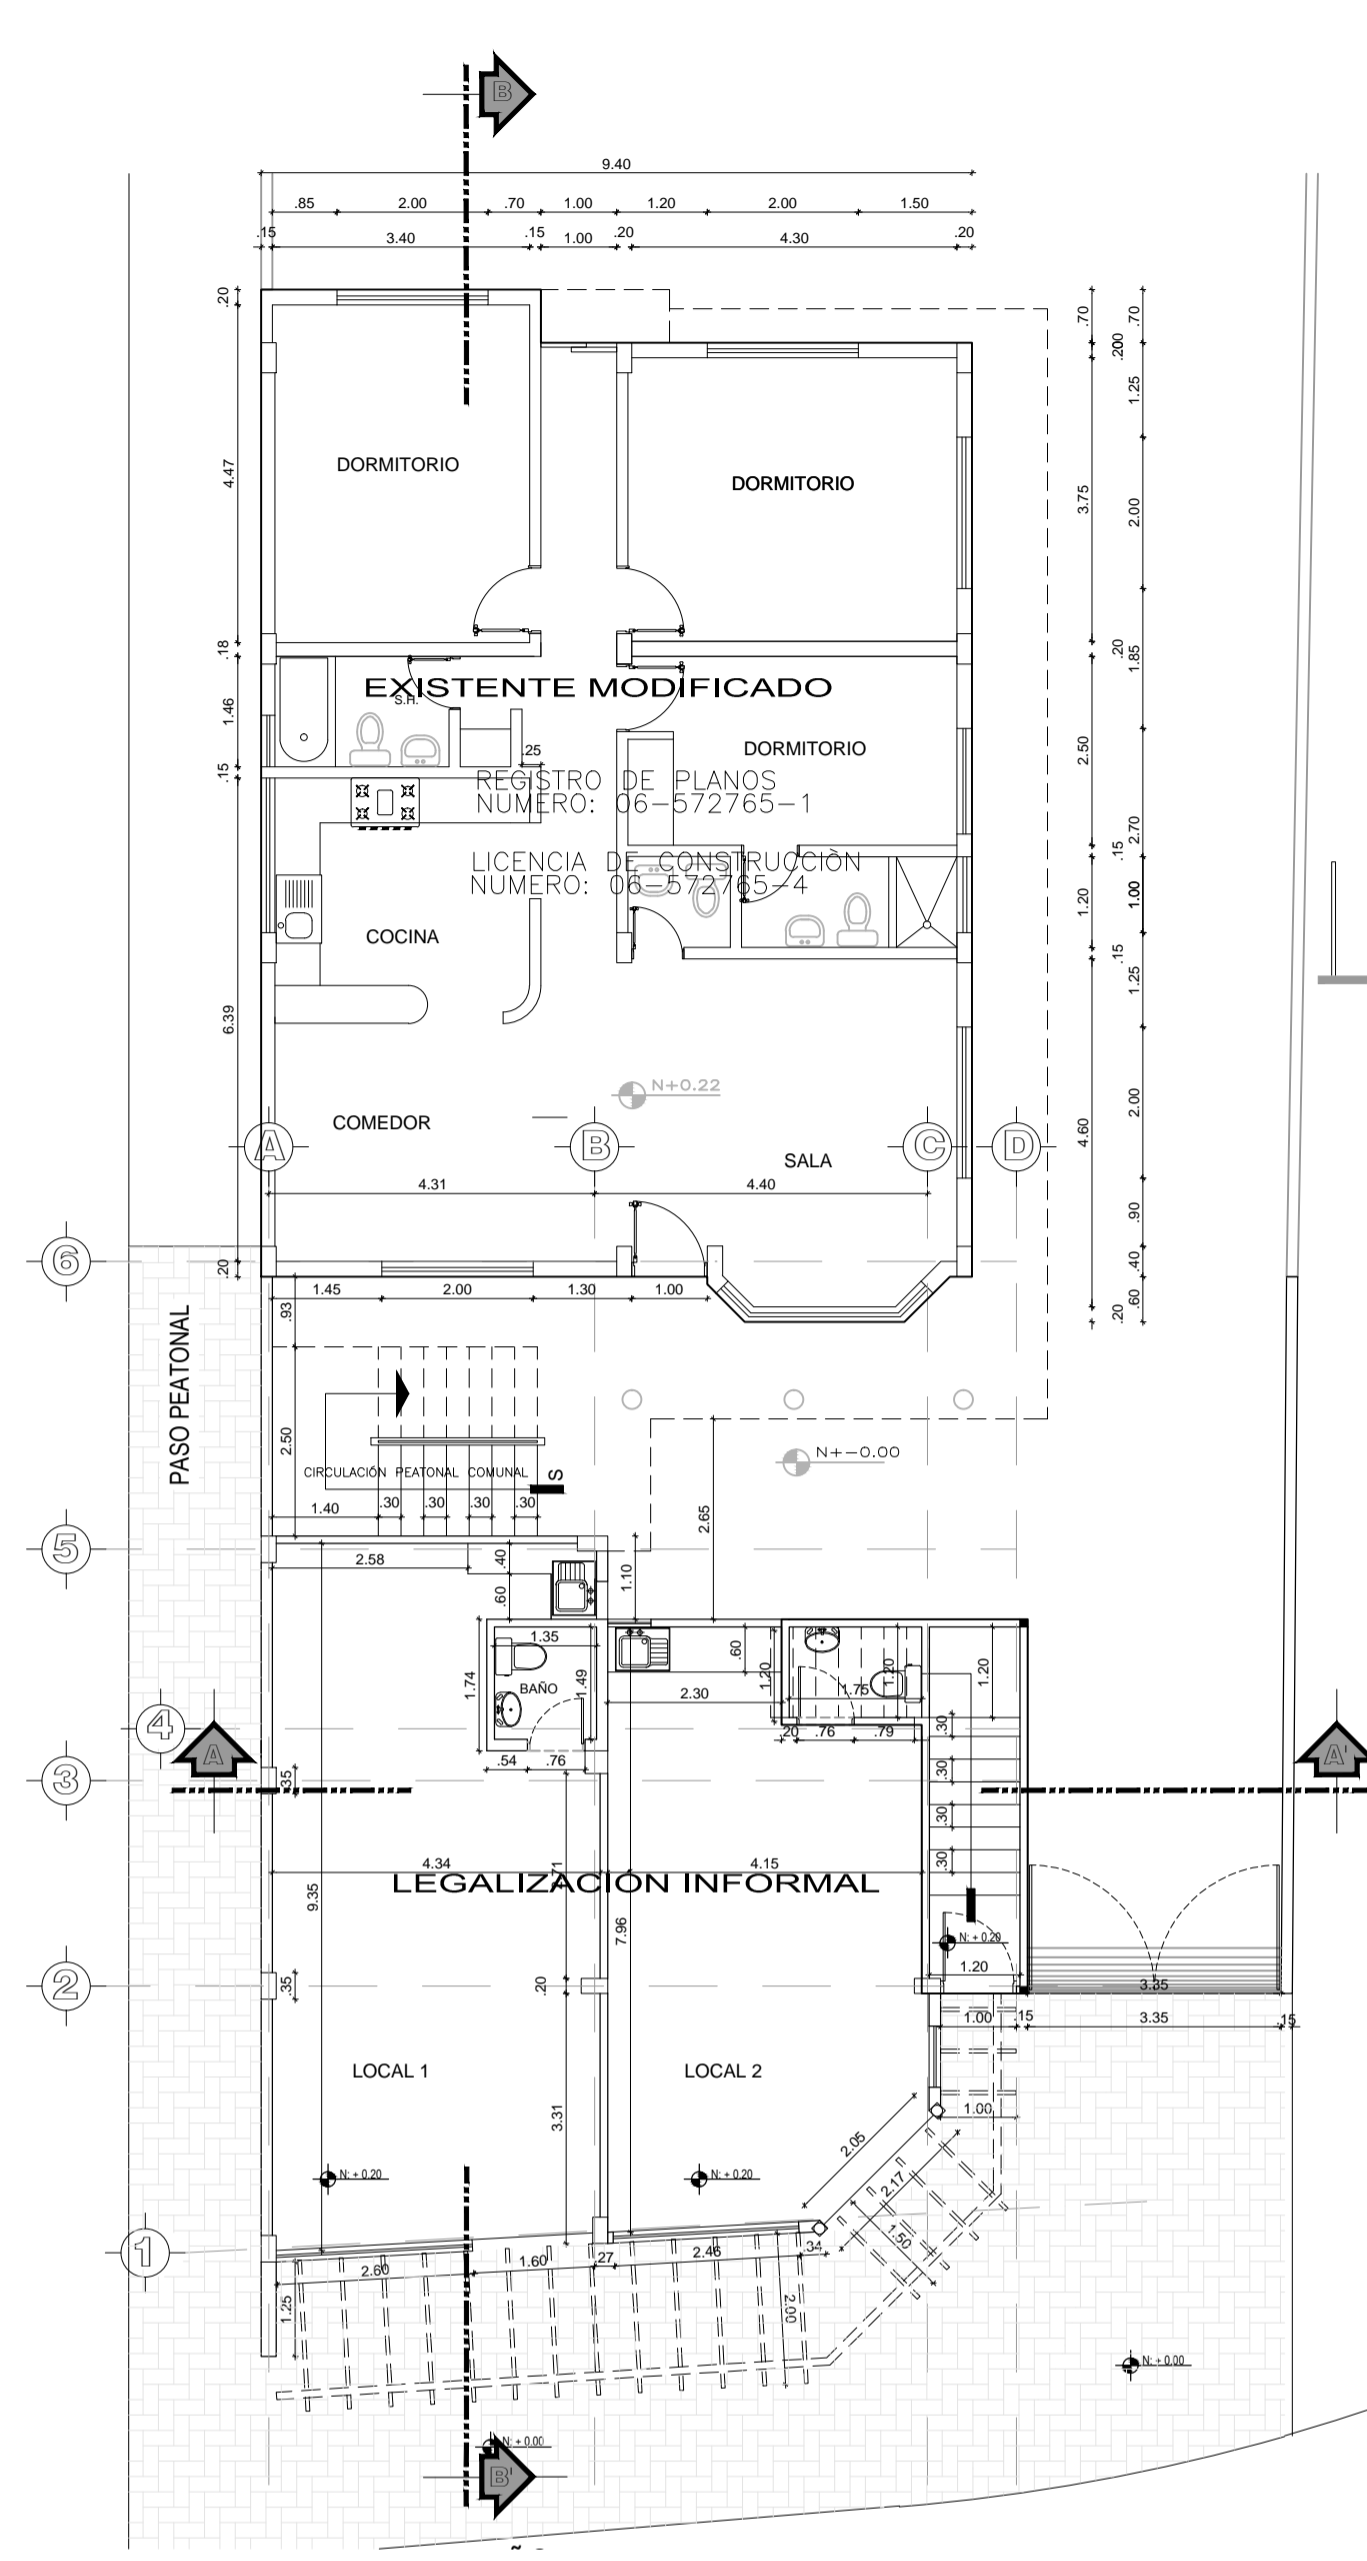 B
9.40
.85 2.00 .70 1.00 1.20 2.00 1.50
.15 3.40 .15 1.00 .20 4.30 .20
.20
.70
.70
.20
1.25
4.47
3.75
2.00
DORMITORIO
DORMITORIO
.18
.20
1.85
EXISTENTE MODIFICADO
S.H.
1.46
2.50
DORMITORIO
.25
.15
REGISTRO DE PLANOS
NUMERO: 06-572765-1
2.70
.15
LICENCIA DE CONSTRUCCIÒN
NUMERO: 06-572765-4
1.20
1.00
COCINA
.15
1.25
6.39
N+0.22
2.00
COMEDOR
4.60
A B C D
SALA
4.31 4.40
.90
6
.40
.20
1.45 2.00 1.30 1.00
.93
.60
.20
PASO PEATONAL
2.50
N+-0.00
CIRCULACIÓN PEATONAL COMUNAL
S
1.40 .30 .30 .30 .30
2.65
5
2.58
.40
.60
1.10
1.35
1.74
1.49
BAÑO
.60
1.20
1.20
1.75
1.20
2.30
4
.54 .76
.20 .76 .79
.30
A
A'
3
.35
.30
.30
.30
4.34
4.15
LEGALIZACIÓN INFORMAL
9.35
7.96
N: + 0.20
1.20
2
.35
.20
3.35
1.00 .15 3.35 .15
LOCAL 1
LOCAL 2
3.31
1.00
2.05
2.17
1.50
N: + 0.20
N: + 0.20
1
2.60 1.60 .27 2.46 .34
1.25
2.00
N: + 0.00
N: + 0.00
B'